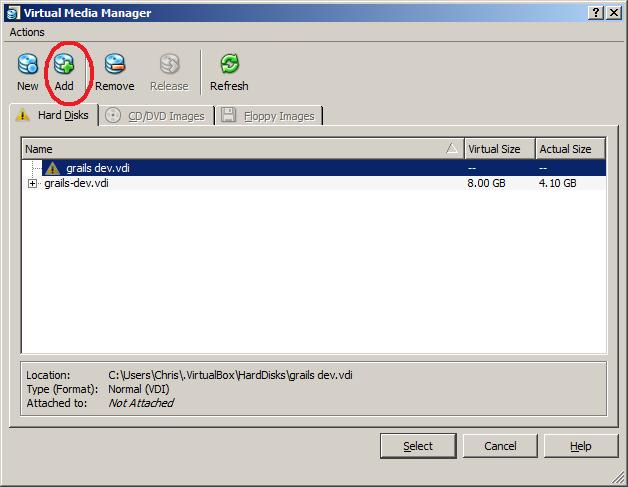 Virtual Media Manager
Actions
New Add Remove Release Refresh
Hard Disks CD/DVD Images Floppy Images
Name Virtual Size Actual Size
grails dev.vdi -- --
grails-dev.vdi 8.00 GB 4.10 GB
Location: C:\Users\Chris\.VirtualBox\HardDisks\grails dev.vdi
Type (Format): Normal (VDI)
Attached to: Not Attached
Select Cancel Help